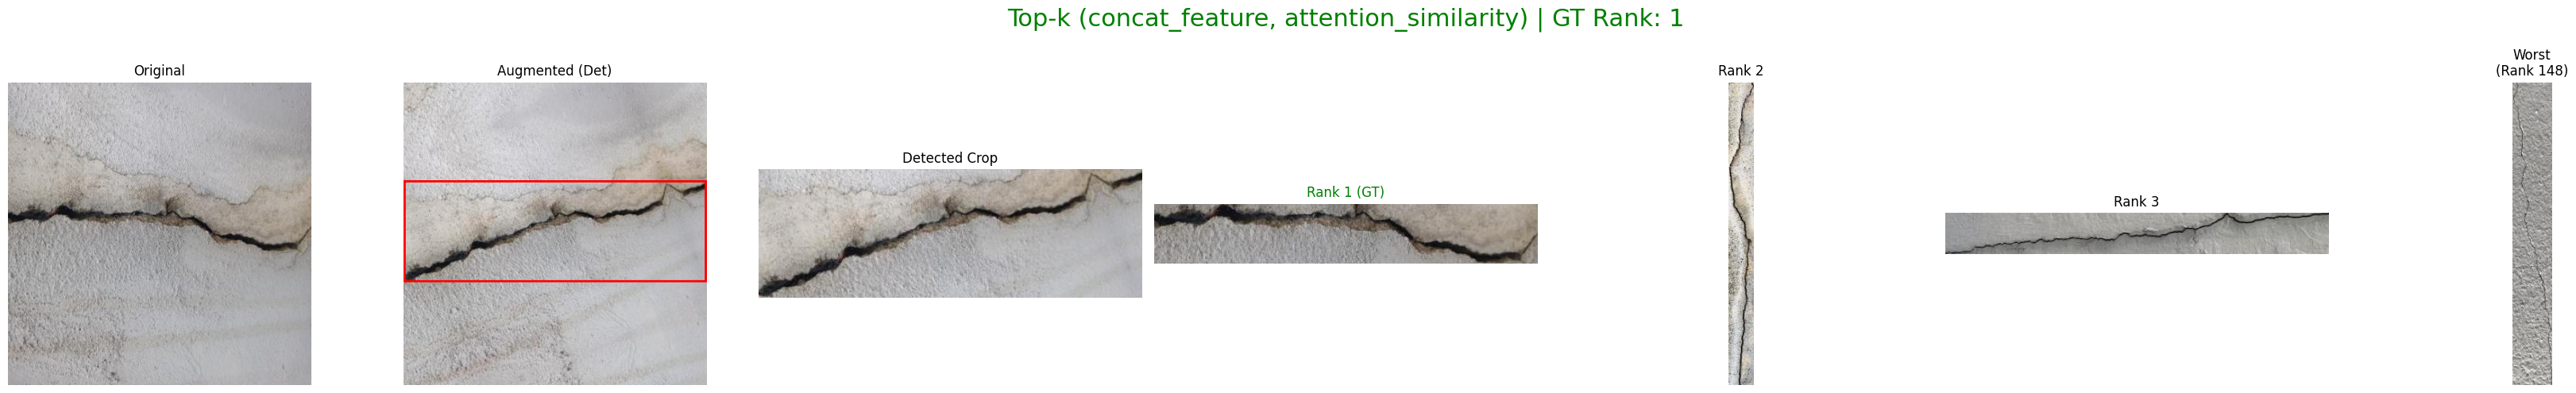 Top-k (concat_feature, attention_similarity) | GT Rank: 1
Original
Augmented (Det)
Detected Crop
Rank 1 (GT)
Rank 2
Rank 3
Worst
(Rank 148)